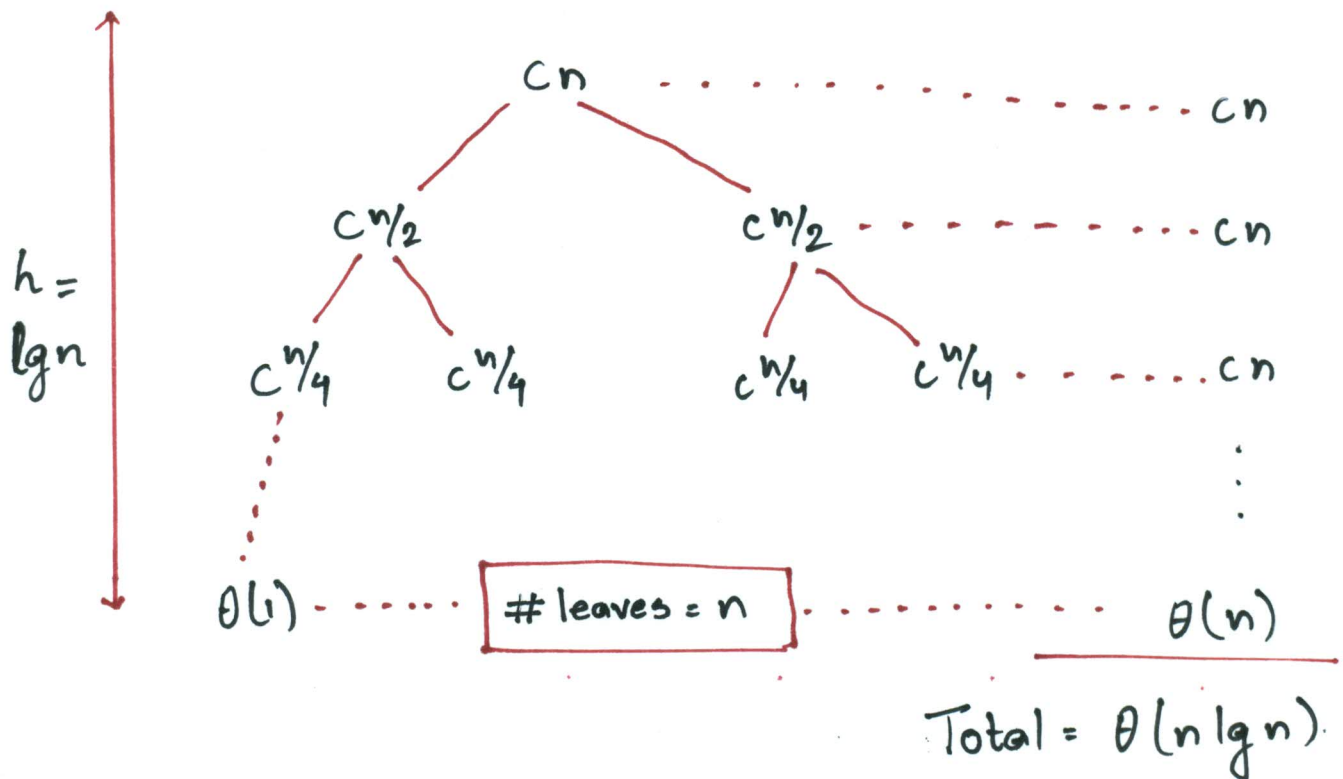 cn cn
cn/2 cn/2 cn
h =
lg n
cn/4 cn/4 cn/4 cn/4 cn
θ(1) # leaves = n θ(n)
Total = θ(n lg n).